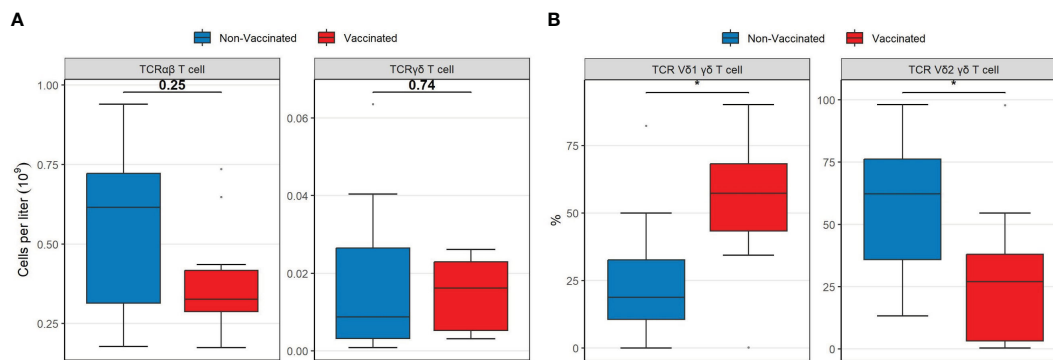 A
Non-Vaccinated Vaccinated
TCRαβ T cell
TCRγδ T cell
0.25
0.74
Cells per liter (10^9)
1.00
0.75
0.50
0.25
0.06
0.04
0.02
0.00
B
Non-Vaccinated Vaccinated
TCR Vδ1 γδ T cell
TCR Vδ2 γδ T cell
*
*
%
75
50
25
0
100
75
50
25
0